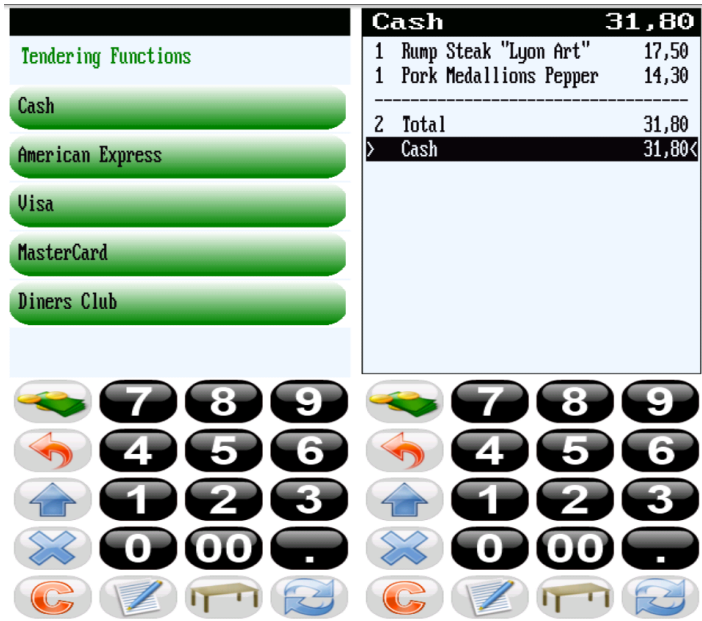 Tendering Functions
Cash
American Express
Visa
MasterCard
Diners Club
7 8 9
4 5 6
1 2 3
0 00 .
C
Cash 31,80
1 Rump Steak "Lyon Art" 17,50
1 Pork Medallions Pepper 14,30
--------------------------------------
2 Total 31,80
> Cash 31,80<
7 8 9
4 5 6
1 2 3
0 00 .
C